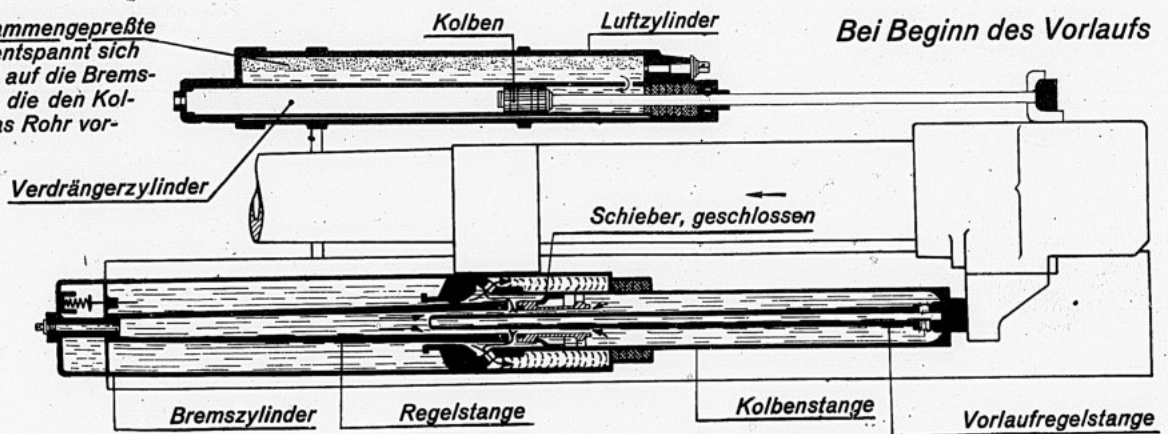 ammengepreßte
entspannt sich
auf die Brems-
die den Kol-
as Rohr vor-
Kolben
Luftzylinder
Bei Beginn des Vorlaufs
Verdrängerzylinder
Schieber, geschlossen
Bremszylinder
Regelstange
Kolbenstange
Vorlaufregelstange